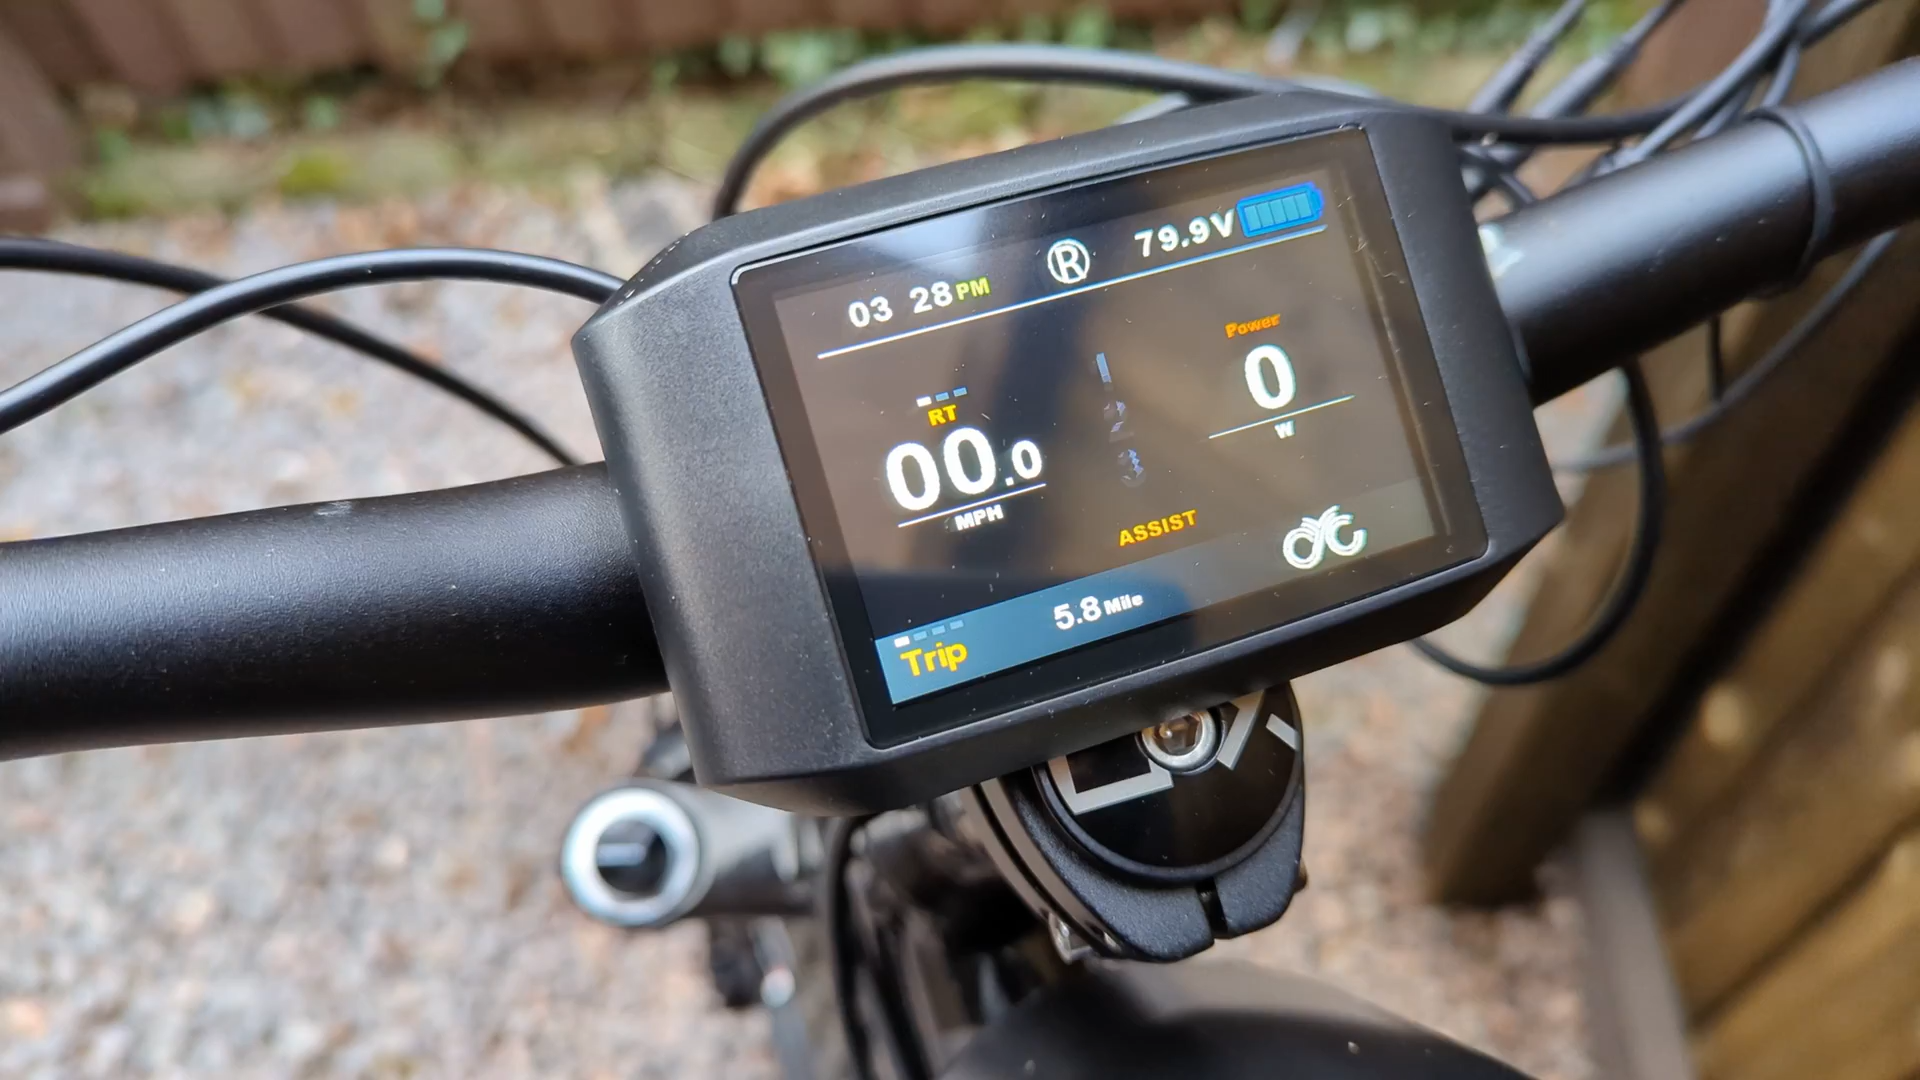 03 28 PM
R
79.9V
RT
00.0
MPH
Power
0
W
ASSIST
Trip
5.8 Mile